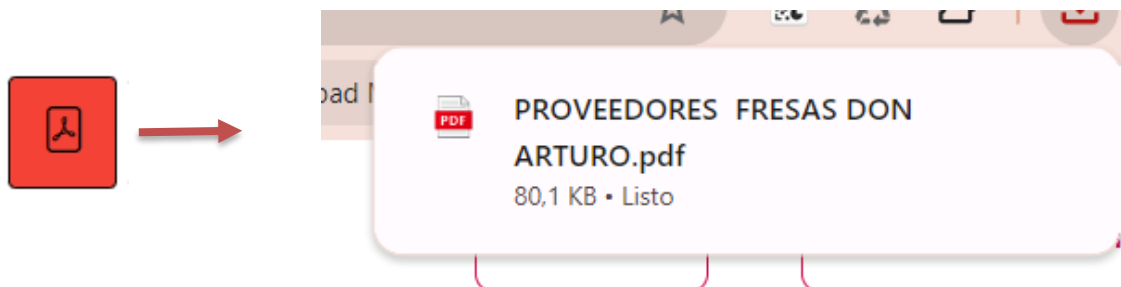 oad
PDF
PROVEEDORES FRESAS DON
ARTURO.pdf
80,1 KB • Listo